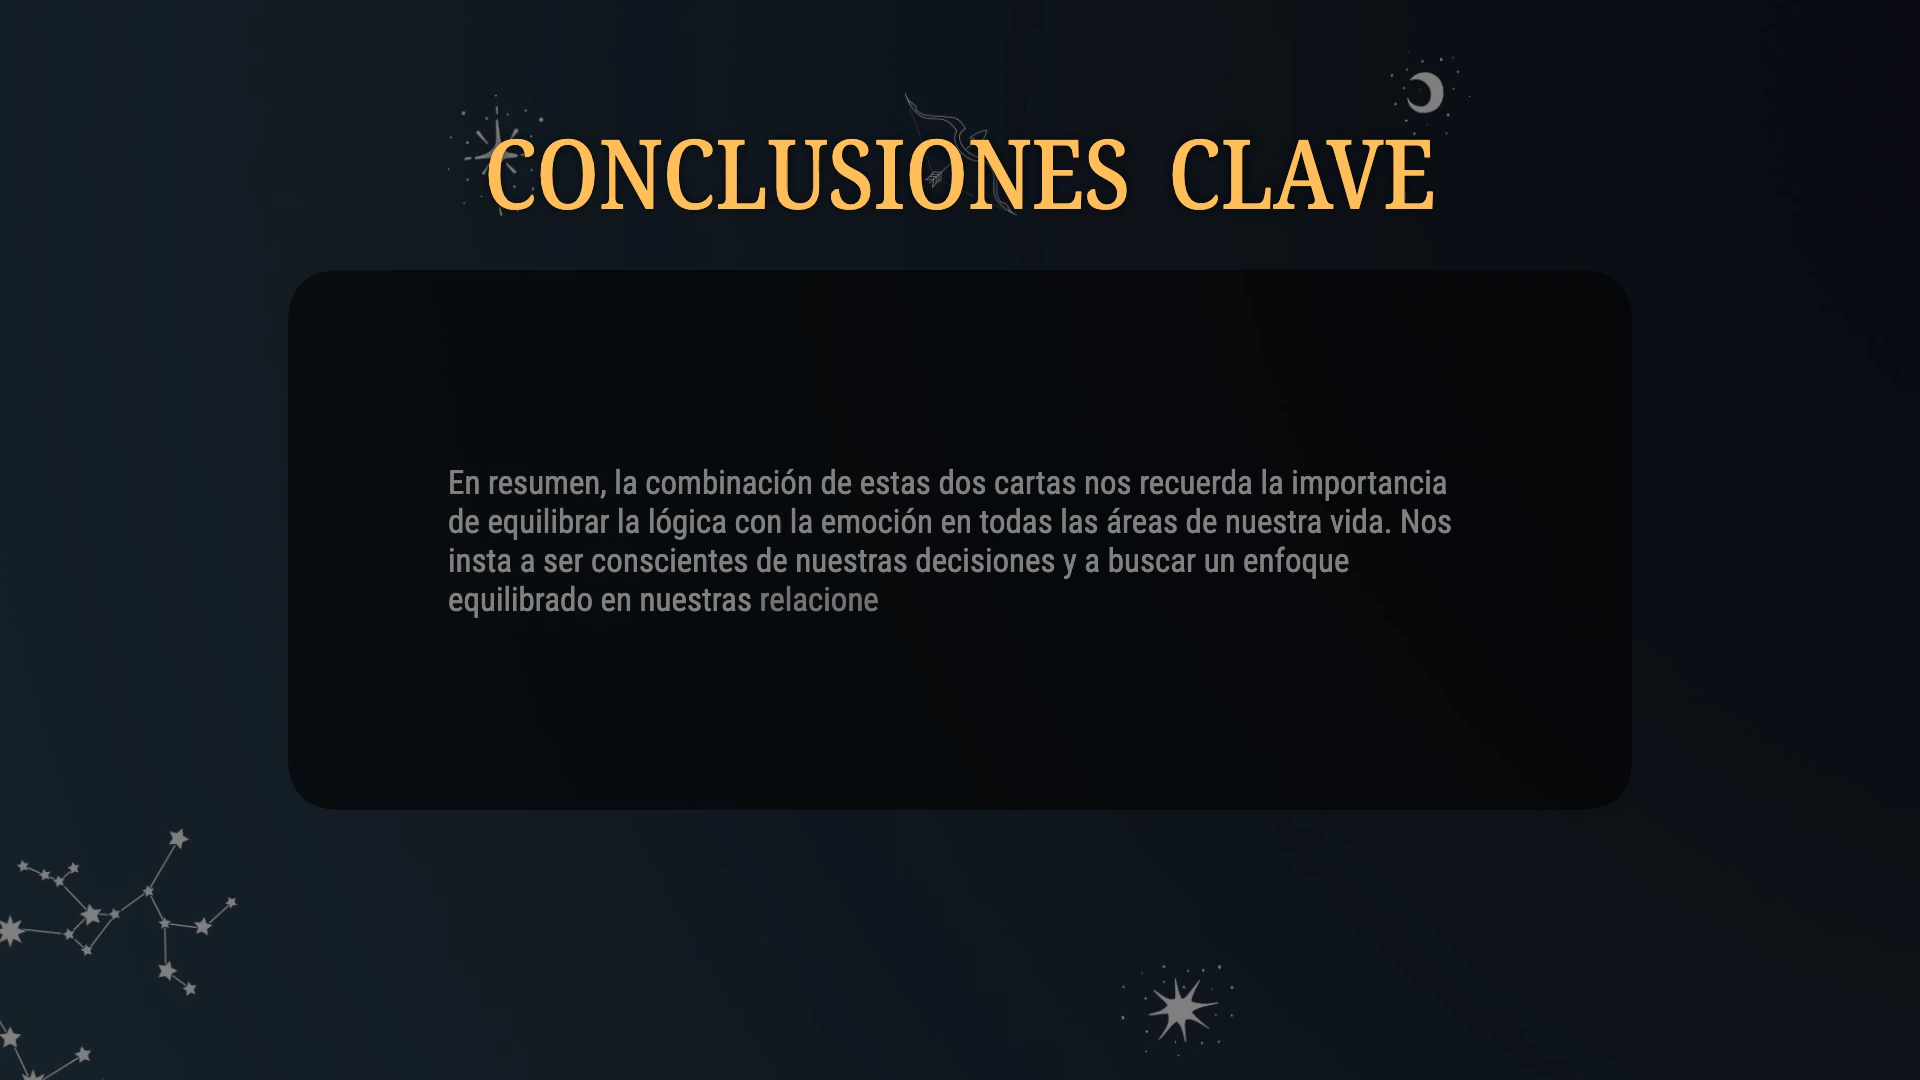 CONCLUSIONES CLAVE
En resumen, la combinación de estas dos cartas nos recuerda la importancia
de equilibrar la lógica con la emoción en todas las áreas de nuestra vida. Nos
insta a ser conscientes de nuestras decisiones y a buscar un enfoque
equilibrado en nuestras relacione